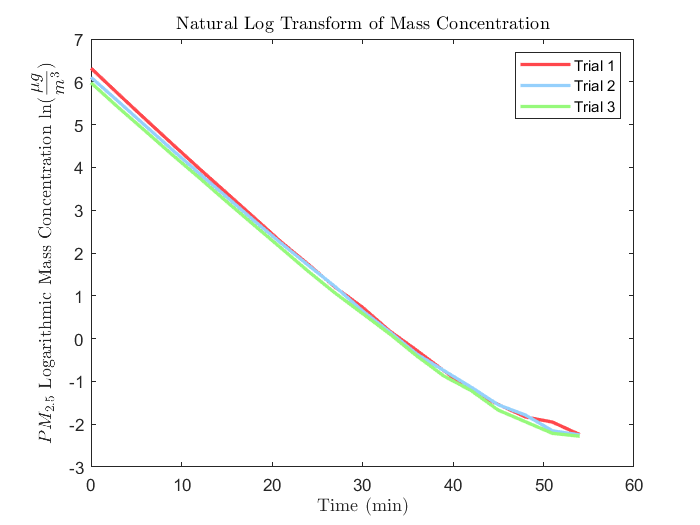 Natural Log Transform of Mass Concentration
PM2.5 Logarithmic Mass Concentration ln(μg/m³)
7
6
5
4
3
2
1
0
-1
-2
-3
Trial 1
Trial 2
Trial 3
0 10 20 30 40 50 60
Time (min)